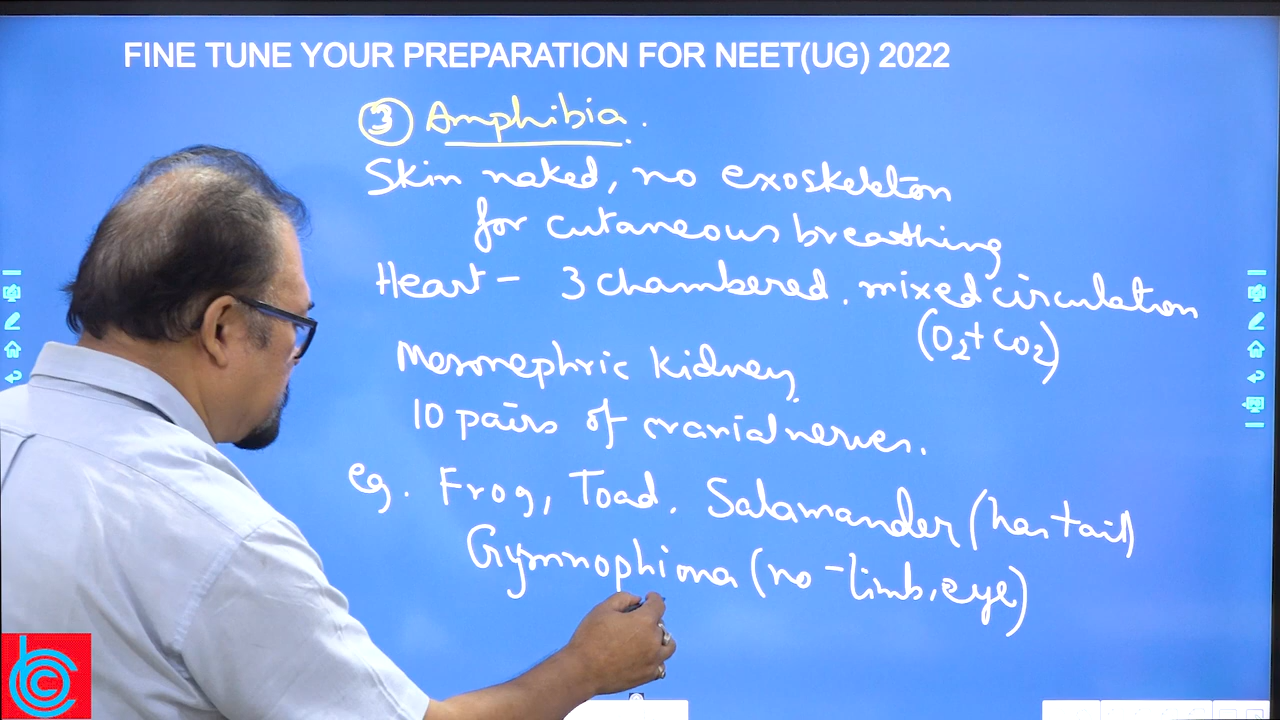 FINE TUNE YOUR PREPARATION FOR NEET(UG) 2022
③ Amphibia.
Skin naked, no exoskeleton
for cutaneous breathing
Heart - 3 chambered. mixed circulation
(O₂+CO₂)
Mesonephric kidney.
10 pairs of cranial nerves.
eg. Frog, Toad. Salamander (has tail)
Gymnophiona (no-limb, eye)